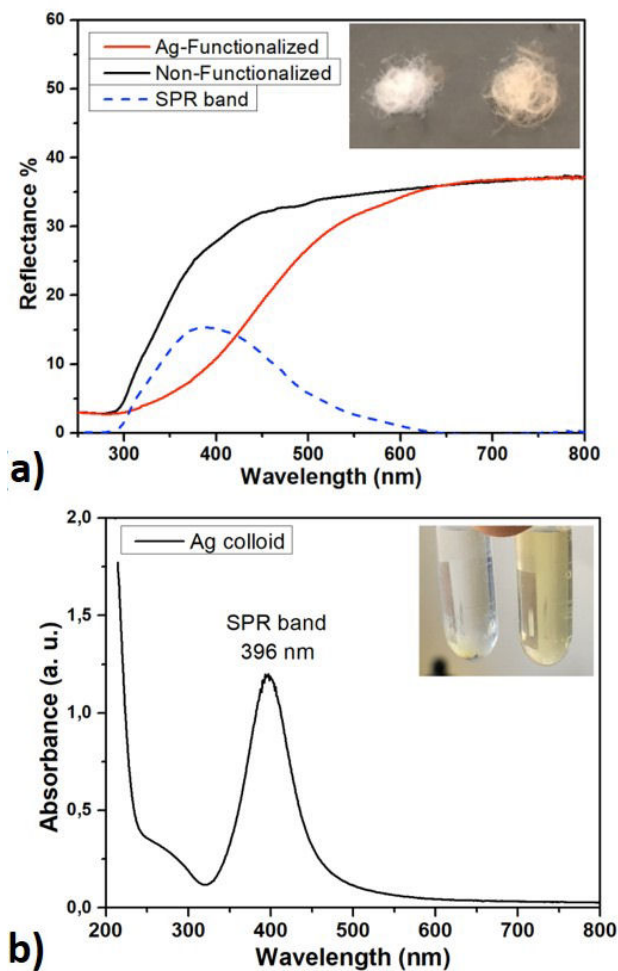 60
50
40
30
20
10
0
Reflectance %
Ag-Functionalized
Non-Functionalized
SPR band
300 400 500 600 700 800
Wavelength (nm)
a)
2,0
1,5
1,0
0,5
0,0
Absorbance (a. u.)
Ag colloid
SPR band
396 nm
200 300 400 500 600 700 800
Wavelength (nm)
b)